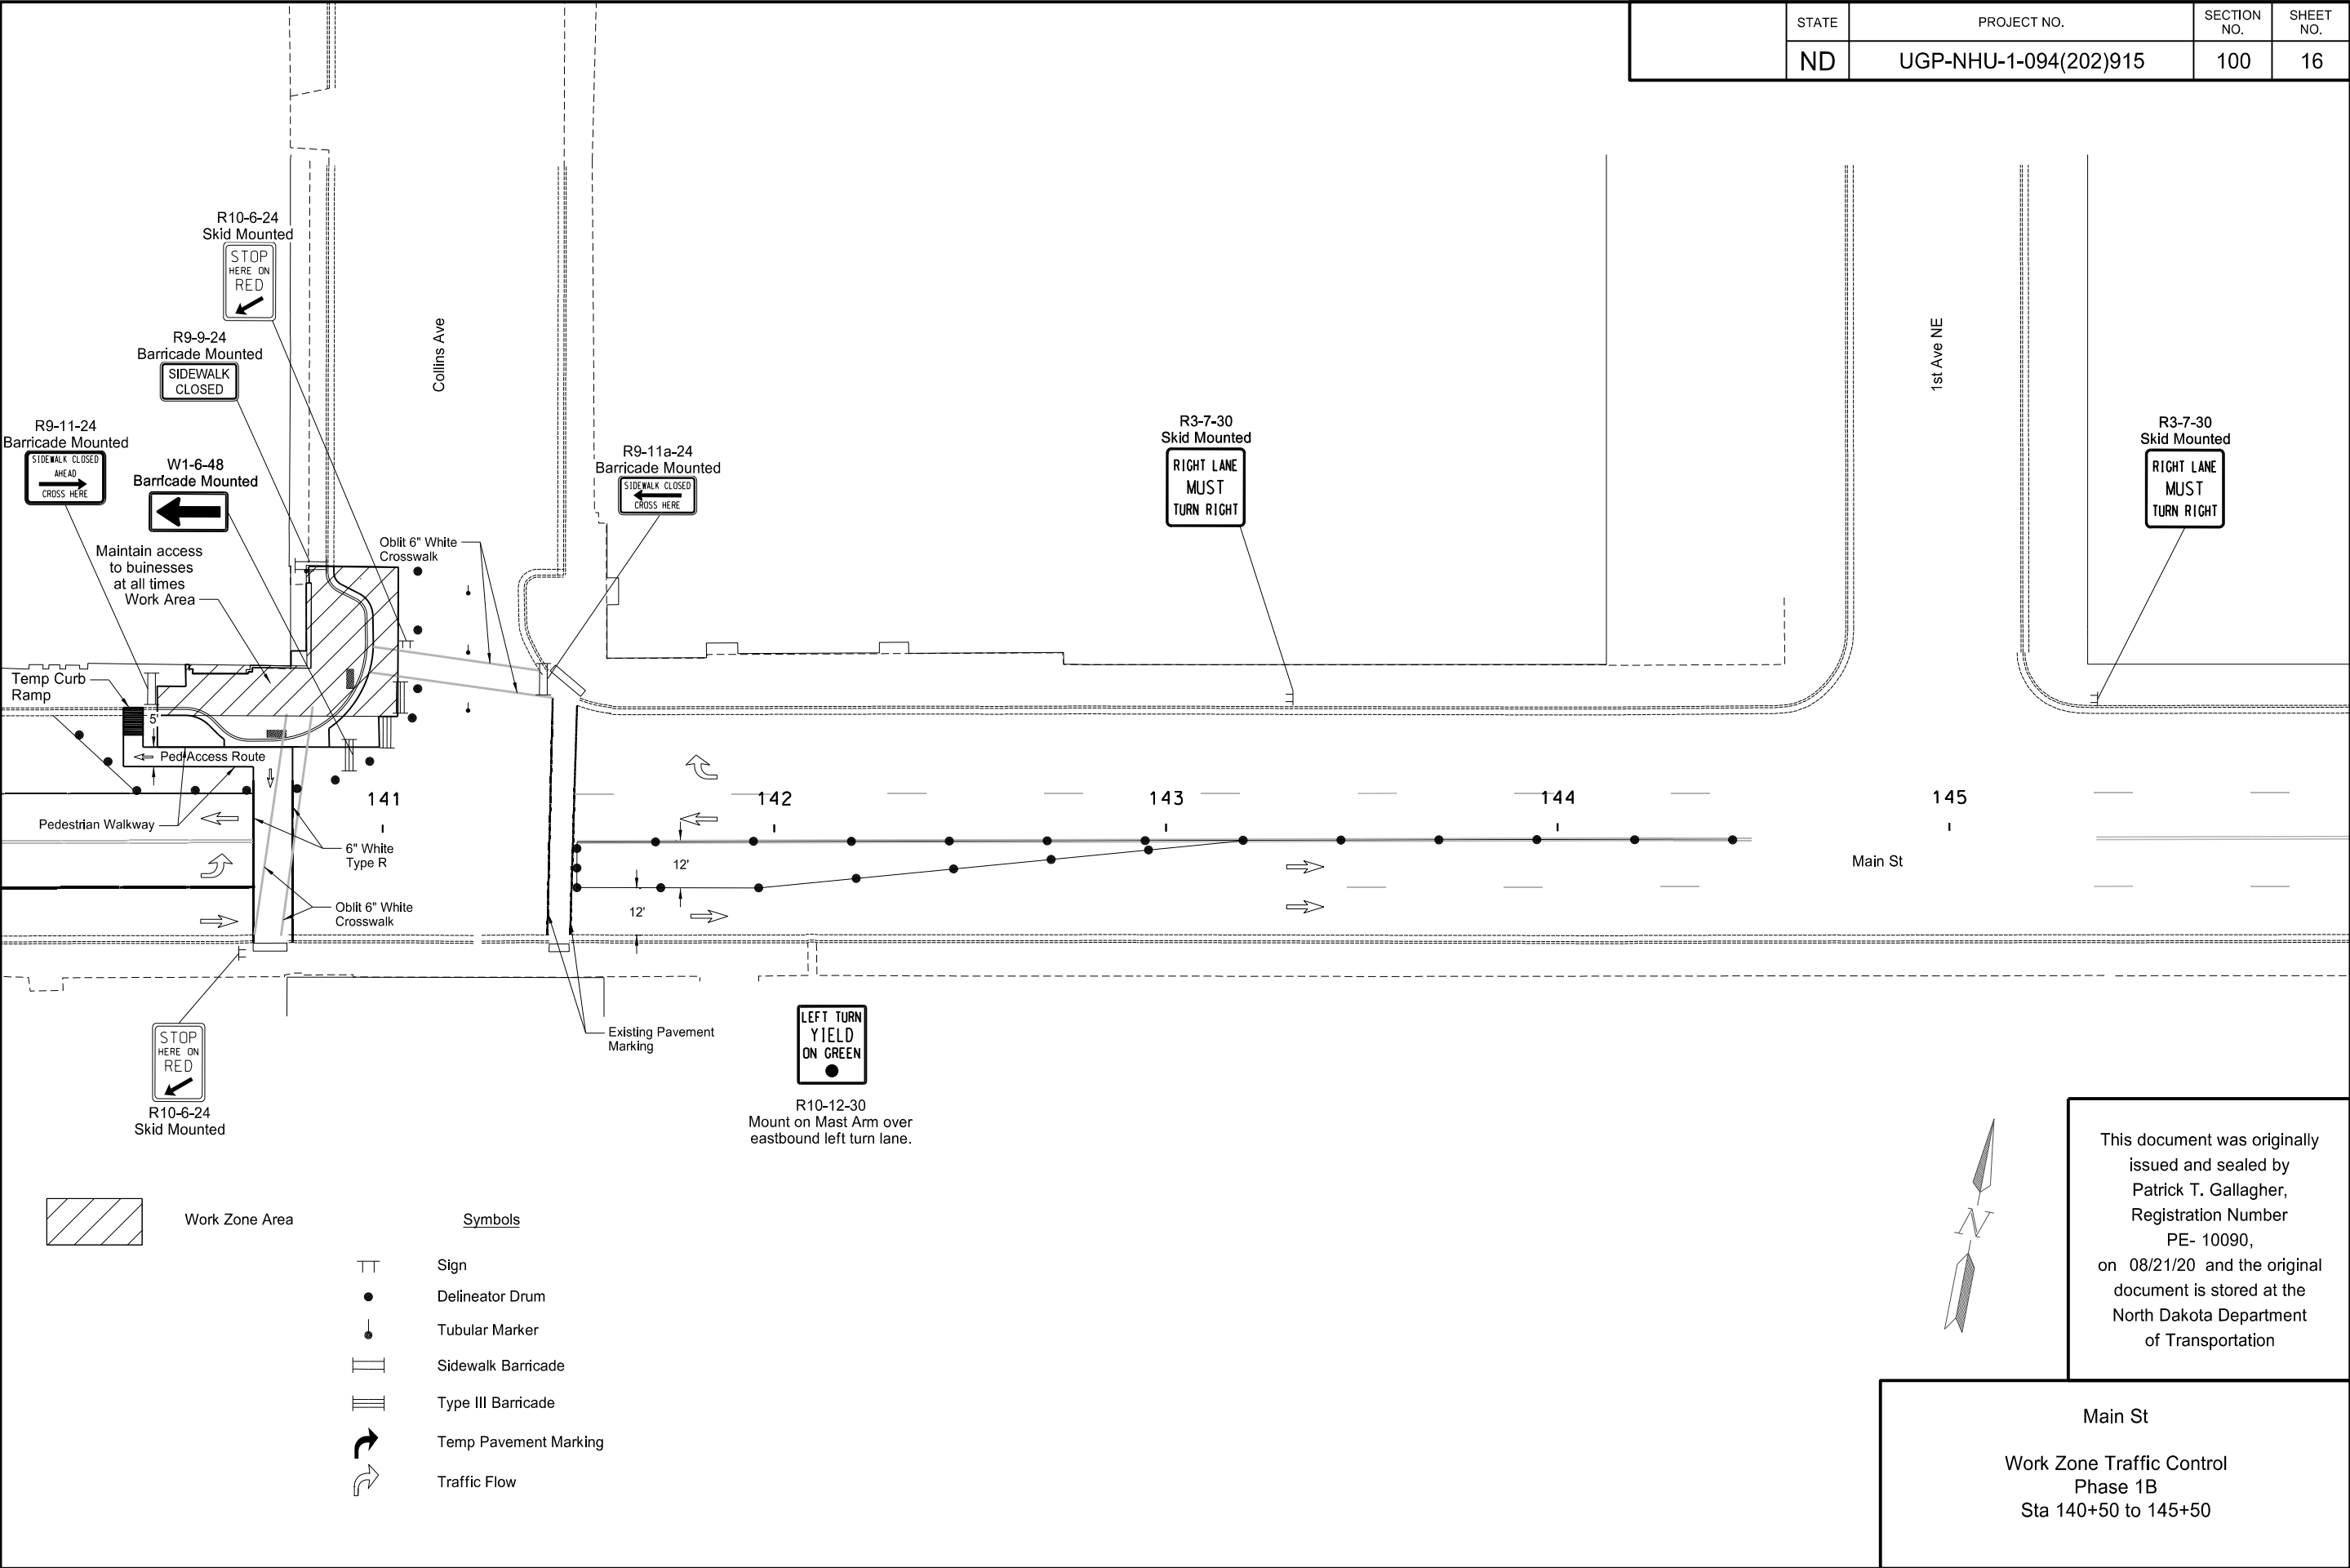 STATE
PROJECT NO.
SECTION
NO.
SHEET
NO.
ND
UGP-NHU-1-094(202)915
100
16
R10-6-24
Skid Mounted
STOP
HERE ON
RED
R9-9-24
Barricade Mounted
SIDEWALK
CLOSED
Collins Ave
1st Ave NE
R9-11-24
Barricade Mounted
SIDEWALK CLOSED
AHEAD
CROSS HERE
W1-6-48
Barricade Mounted
R9-11a-24
Barricade Mounted
SIDEWALK CLOSED
CROSS HERE
R3-7-30
Skid Mounted
RIGHT LANE
MUST
TURN RIGHT
R3-7-30
Skid Mounted
RIGHT LANE
MUST
TURN RIGHT
Maintain access
to buinesses
at all times
Work Area
Oblit 6" White
Crosswalk
Temp Curb
Ramp
5'
Ped Access Route
Pedestrian Walkway
141
142
143
144
145
6" White
Type R
12'
12'
Main St
Oblit 6" White
Crosswalk
Existing Pavement
Marking
STOP
HERE ON
RED
R10-6-24
Skid Mounted
LEFT TURN
YIELD
ON GREEN
R10-12-30
Mount on Mast Arm over
eastbound left turn lane.
Work Zone Area
Symbols
Sign
Delineator Drum
Tubular Marker
Sidewalk Barricade
Type III Barricade
Temp Pavement Marking
Traffic Flow
N
This document was originally
issued and sealed by
Patrick T. Gallagher,
Registration Number
PE- 10090,
on 08/21/20 and the original
document is stored at the
North Dakota Department
of Transportation
Main St
Work Zone Traffic Control
Phase 1B
Sta 140+50 to 145+50